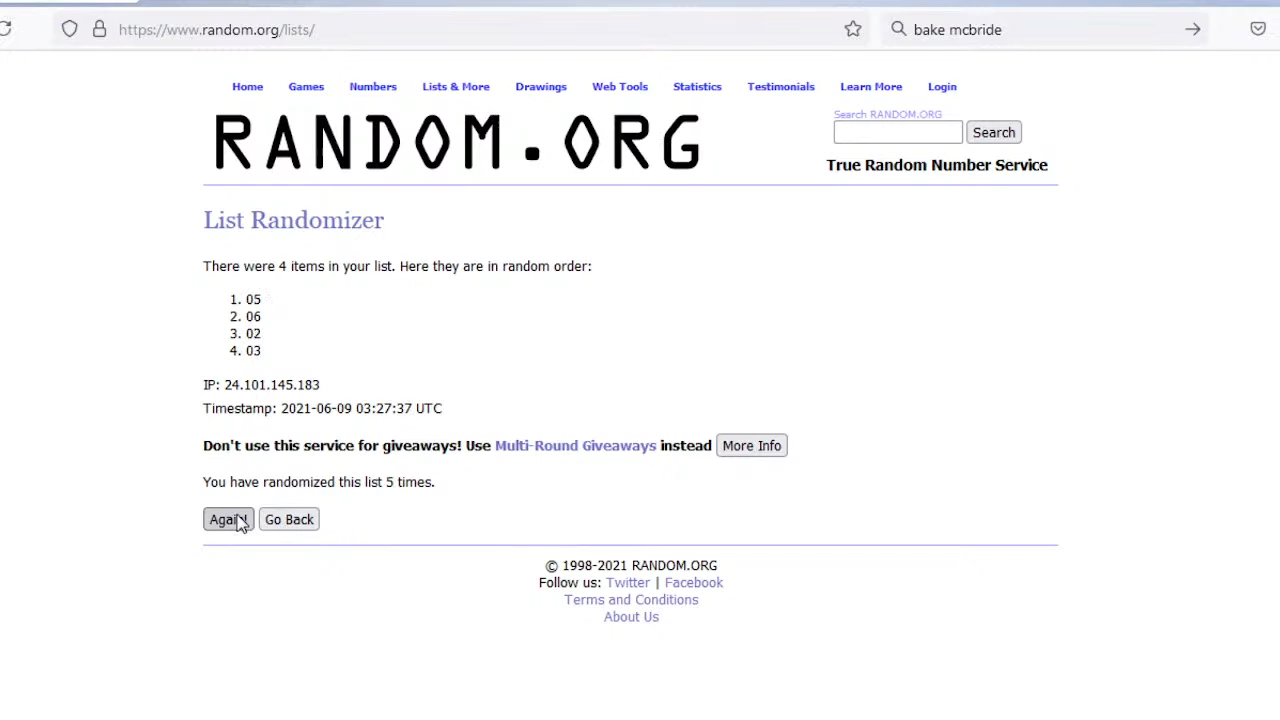 https://www.random.org/lists/
bake mcbride
Home Games Numbers Lists & More Drawings Web Tools Statistics Testimonials Learn More Login
RANDOM.ORG
Search RANDOM.ORG
Search
True Random Number Service
List Randomizer
There were 4 items in your list. Here they are in random order:
1. 05
2. 06
3. 02
4. 03
IP: 24.101.145.183
Timestamp: 2021-06-09 03:27:37 UTC
Don't use this service for giveaways! Use Multi-Round Giveaways instead More Info
You have randomized this list 5 times.
Again! Go Back
© 1998-2021 RANDOM.ORG
Follow us: Twitter | Facebook
Terms and Conditions
About Us